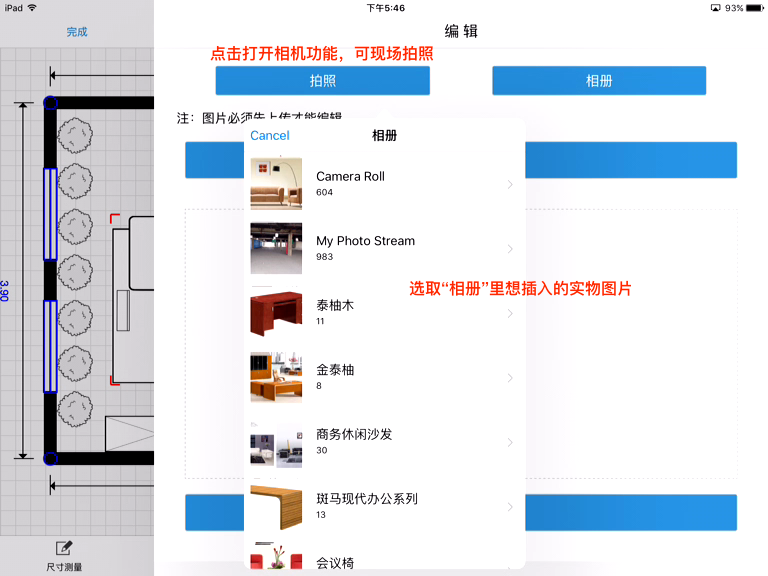 iPad
下午5:46
93%
完成
编 辑
点击打开相机功能，可现场拍照
拍照
相册
注：图片必须先上传才能编辑
Cancel
相册
Camera Roll
604
My Photo Stream
983
选取“相册”里想插入的实物图片
泰柚木
11
金泰柚
8
商务休闲沙发
30
斑马现代办公系列
13
会议椅
3.90
尺寸测量